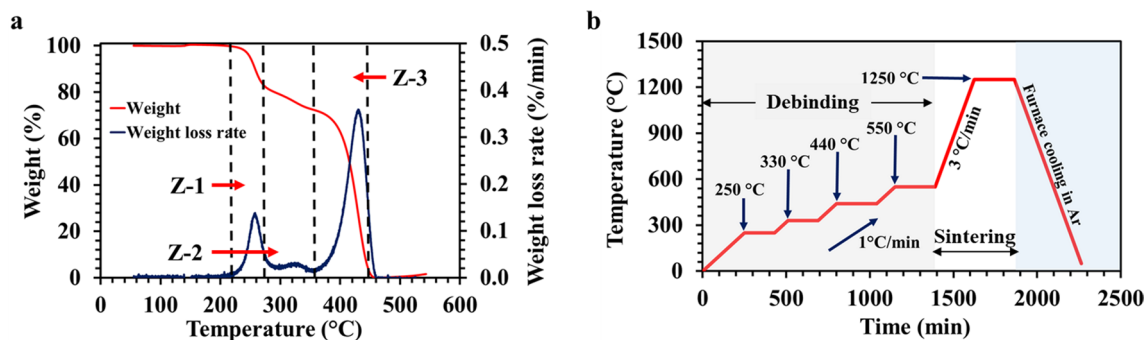 a
Weight (%)
100
80
60
40
20
0
0 100 200 300 400 500 600
Temperature (°C)
0.5
0.4
0.3
0.2
0.1
0.0
Weight loss rate (%/min)
Z-3
Weight
Weight loss rate
Z-1
Z-2
b
Temperature (°C)
1500
1200
900
600
300
0
0 500 1000 1500 2000 2500
Time (min)
1250 °C
Debinding
550 °C
440 °C
330 °C
250 °C
1°C/min
3 °C/min
Sintering
Furnace cooling in Ar